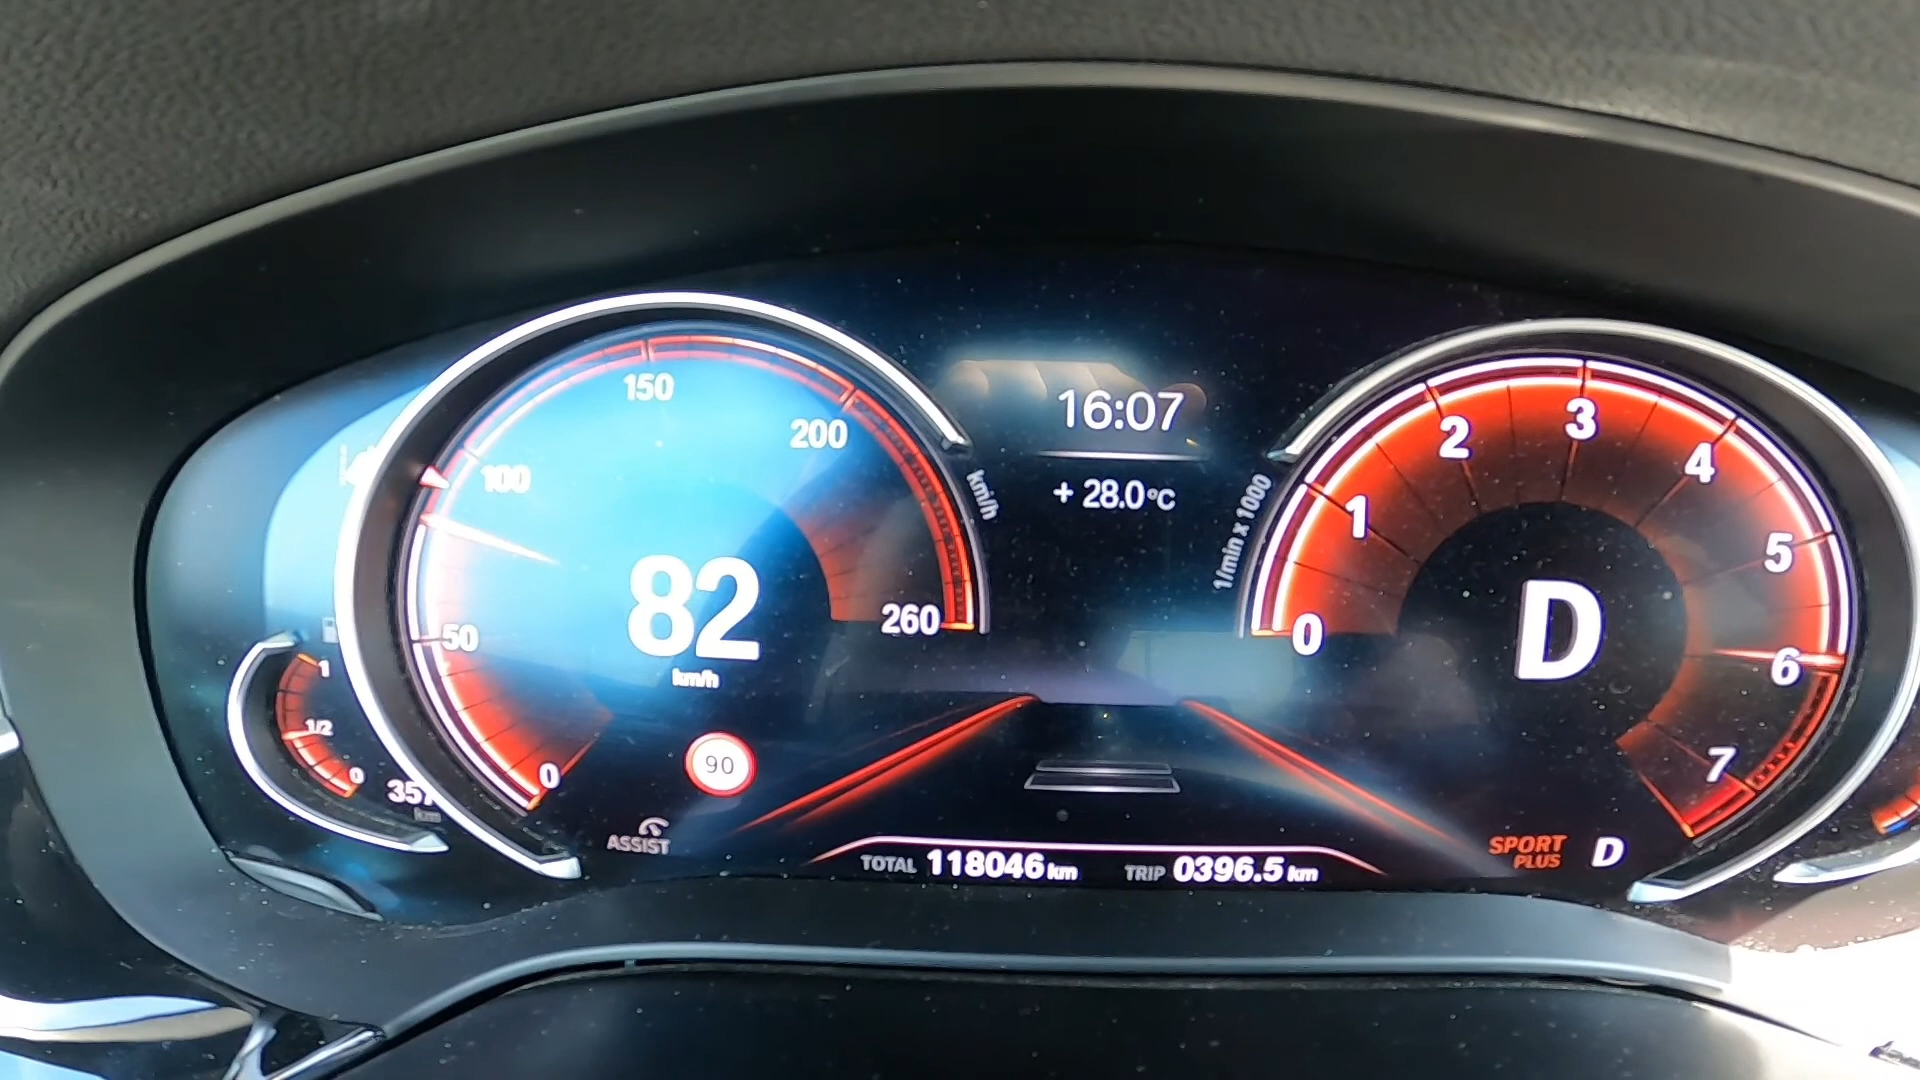 150
200
100
50
0
260
km/h
82
km/h
90
1
1/2
0
357
km
ASSIST
16:07
+ 28.0°C
TOTAL 118046 km TRIP 0396.5 km
1/min x 1000
0
1
2
3
4
5
6
7
D
SPORT
PLUS
D